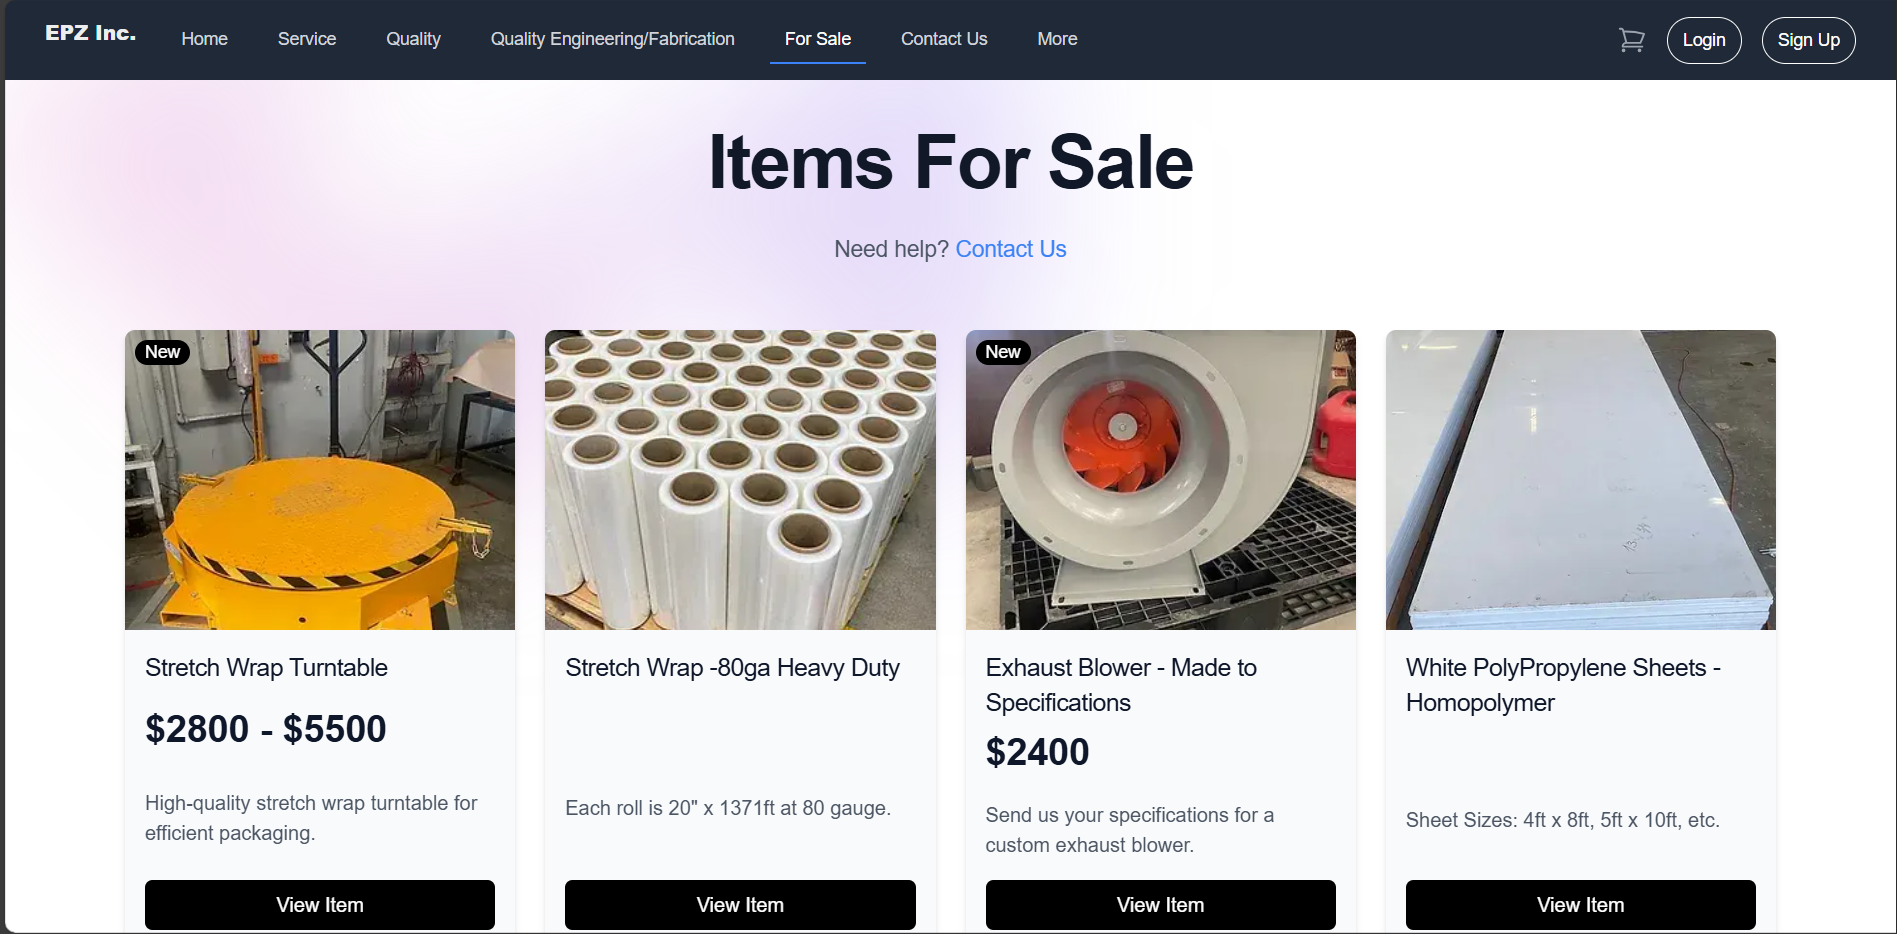 EPZ Inc.
Home
Service
Quality
Quality Engineering/Fabrication
For Sale
Contact Us
More
Login
Sign Up
Items For Sale
Need help? Contact Us
New
New
Stretch Wrap Turntable
$2800 - $5500
High-quality stretch wrap turntable for
efficient packaging.
View Item
Stretch Wrap -80ga Heavy Duty
Each roll is 20" x 1371ft at 80 gauge.
View Item
Exhaust Blower - Made to
Specifications
$2400
Send us your specifications for a
custom exhaust blower.
View Item
White PolyPropylene Sheets -
Homopolymer
Sheet Sizes: 4ft x 8ft, 5ft x 10ft, etc.
View Item